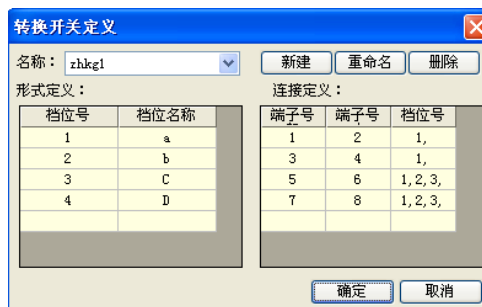 转换开关定义
名称： zhkg1 新建 重命名 删除
形式定义： 连接定义：
档位号 档位名称 端子号 端子号 档位号
1 a 1 2 1,
2 b 3 4 1,
3 C 5 6 1,2,3,
4 D 7 8 1,2,3,
确定 取消